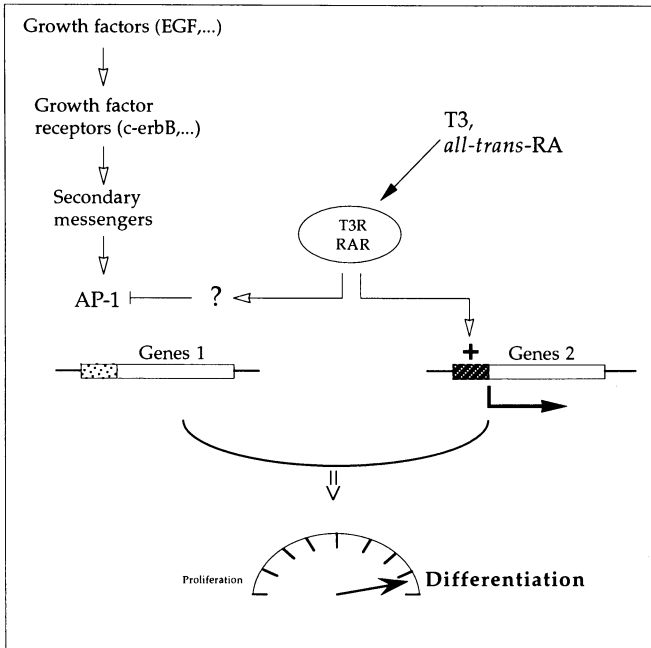 Growth factors (EGF,...)
Growth factor
receptors (c-erbB,...)
Secondary
messengers
AP-1
?
T3,
all-trans-RA
T3R
RAR
+
Genes 1
Genes 2
Proliferation
Differentiation